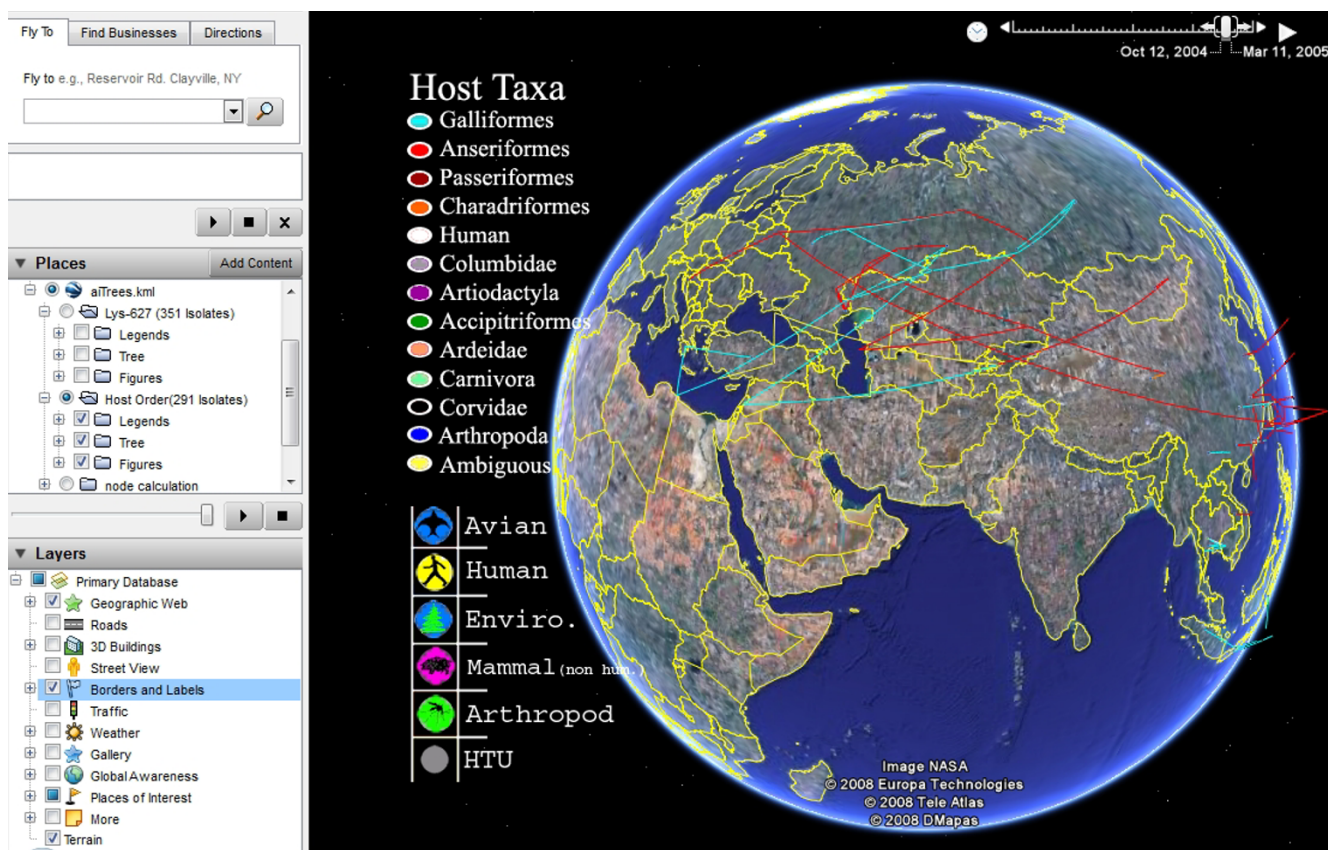 Fly To
Find Businesses
Directions
Fly to e.g., Reservoir Rd. Clayville, NY
Places
Add Content
aiTrees.kml
Lys-627 (351 Isolates)
Legends
Tree
Figures
Host Order(291 Isolates)
Legends
Tree
Figures
node calculation
Layers
Primary Database
Geographic Web
Roads
3D Buildings
Street View
Borders and Labels
Traffic
Weather
Gallery
Global Awareness
Places of Interest
More
Terrain
Oct 12, 2004
Mar 11, 2005
Host Taxa
Galliformes
Anseriformes
Passeriformes
Charadriformes
Human
Columbidae
Artiodactyla
Accipitriformes
Ardeidae
Carnivora
Corvidae
Arthropoda
Ambiguous
Avian
Human
Enviro.
Mammal (non hum.)
Arthropod
HTU
Image NASA
© 2008 Europa Technologies
© 2008 Tele Atlas
© 2008 DMapas